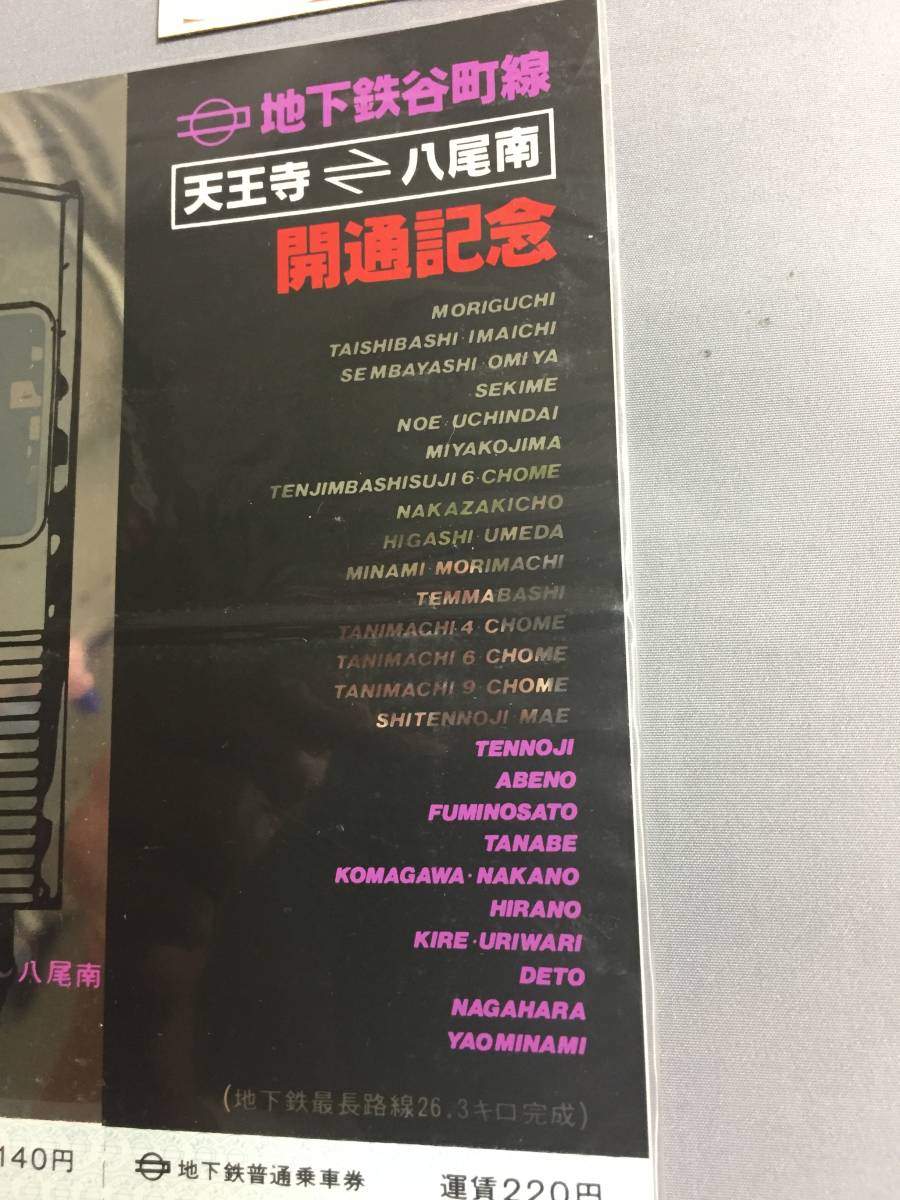 地下鉄谷町線
天王寺 ⇌ 八尾南
開通記念
MORIGUCHI
TAISHIBASHI·IMAICHI
SEMBAYASHI·OMIYA
SEKIME
NOE·UCHINDAI
MIYAKOJIMA
TENJIMBASHISUJI 6·CHOME
NAKAZAKICHO
HIGASHI·UMEDA
MINAMI·MORIMACHI
TEMMABASHI
TANIMACHI 4·CHOME
TANIMACHI 6·CHOME
TANIMACHI 9·CHOME
SHITENNOJI·MAE
TENNOJI
ABENO
FUMINOSATO
TANABE
KOMAGAWA·NAKANO
HIRANO
KIRE·URIWARI
DETO
NAGAHARA
YAOMINAMI
八尾南
(地下鉄最長路線26.3キロ完成)
140円
地下鉄普通乗車券 運賃220円